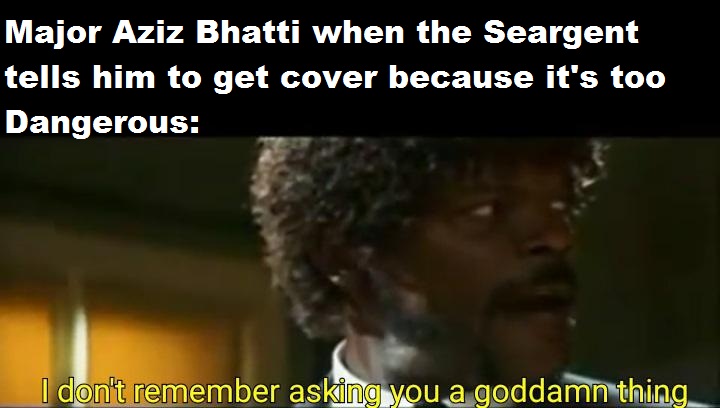 Major Aziz Bhatti when the Seargent
tells him to get cover because it's too
Dangerous:
I don't remember asking you a goddamn thing